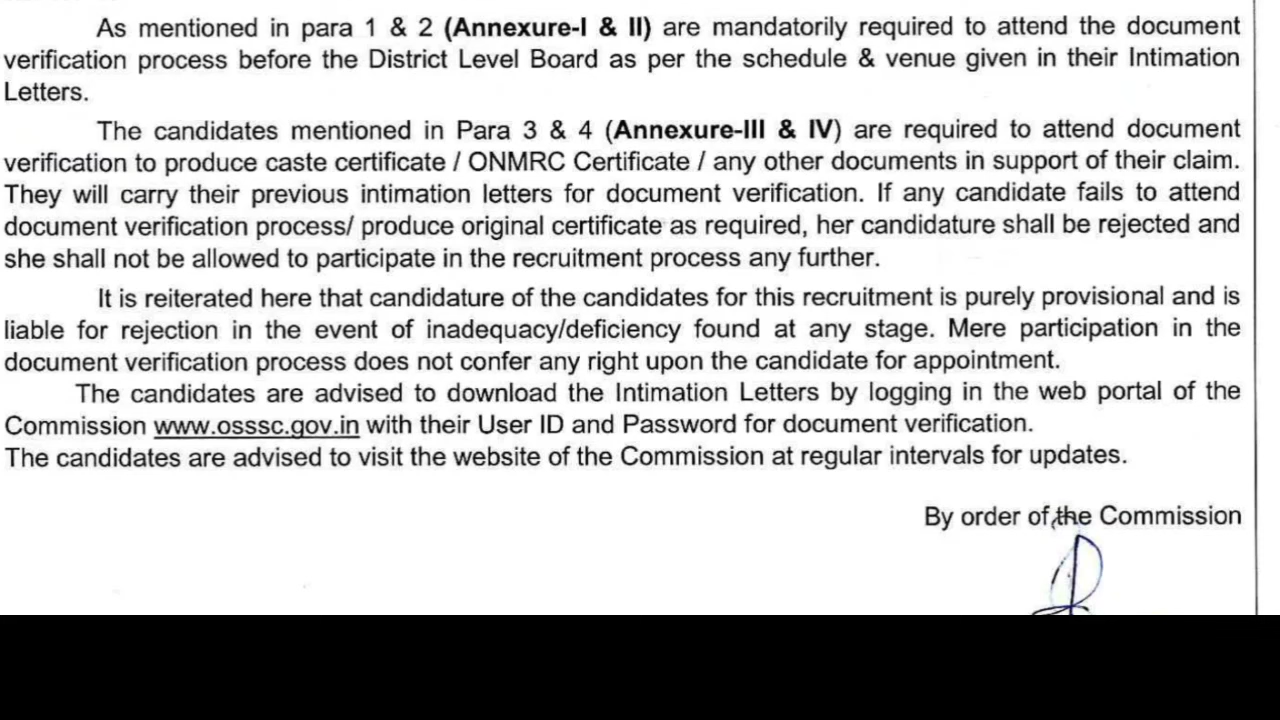 As mentioned in para 1 & 2 (Annexure-I & II) are mandatorily required to attend the document
verification process before the District Level Board as per the schedule & venue given in their Intimation
Letters.
The candidates mentioned in Para 3 & 4 (Annexure-III & IV) are required to attend document
verification to produce caste certificate / ONMRC Certificate / any other documents in support of their claim.
They will carry their previous intimation letters for document verification. If any candidate fails to attend
document verification process/ produce original certificate as required, her candidature shall be rejected and
she shall not be allowed to participate in the recruitment process any further.
It is reiterated here that candidature of the candidates for this recruitment is purely provisional and is
liable for rejection in the event of inadequacy/deficiency found at any stage. Mere participation in the
document verification process does not confer any right upon the candidate for appointment.
The candidates are advised to download the Intimation Letters by logging in the web portal of the
Commission www.osssc.gov.in with their User ID and Password for document verification.
The candidates are advised to visit the website of the Commission at regular intervals for updates.
By order of the Commission